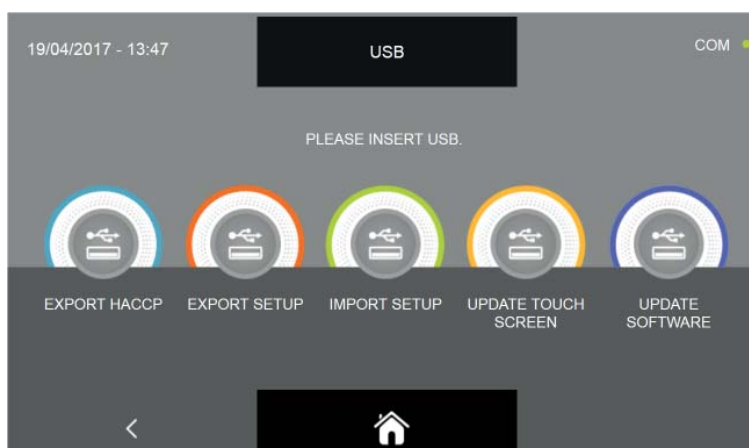 19/04/2017 - 13:47
USB
COM
PLEASE INSERT USB.
EXPORT HACCP
EXPORT SETUP
IMPORT SETUP
UPDATE TOUCH
SCREEN
UPDATE
SOFTWARE